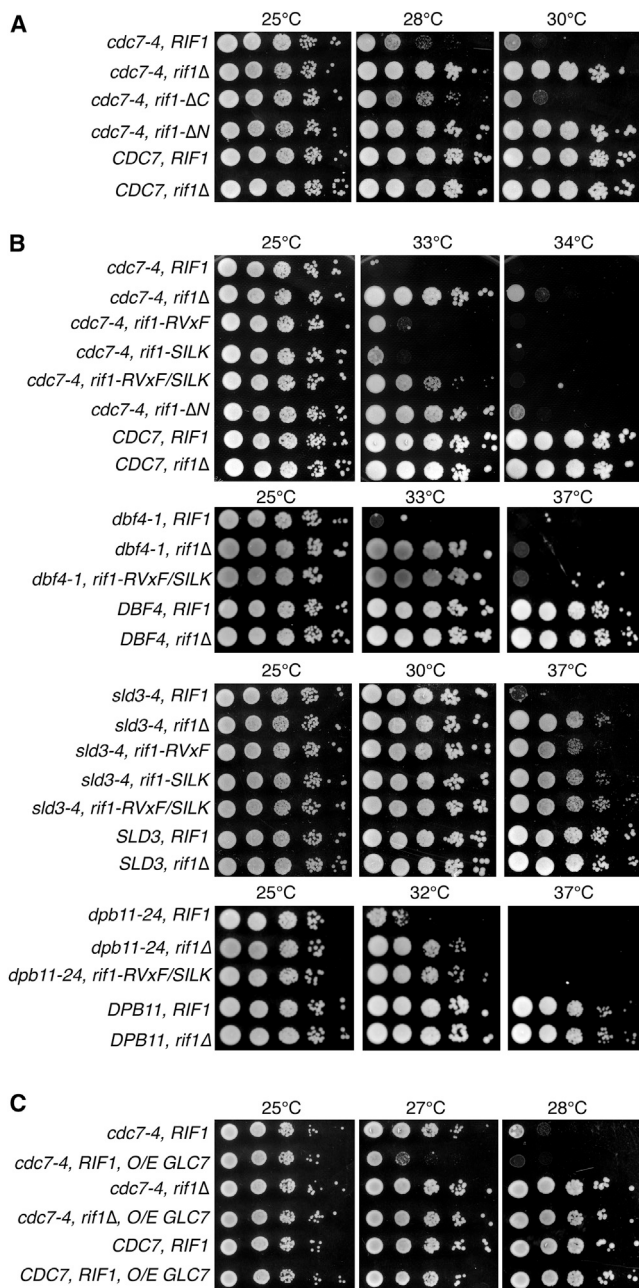 A
25°C 28°C 30°C
cdc7-4, RIF1
cdc7-4, rif1Δ
cdc7-4, rif1-ΔC
cdc7-4, rif1-ΔN
CDC7, RIF1
CDC7, rif1Δ
B
25°C 33°C 34°C
cdc7-4, RIF1
cdc7-4, rif1Δ
cdc7-4, rif1-RVxF
cdc7-4, rif1-SILK
cdc7-4, rif1-RVxF/SILK
cdc7-4, rif1-ΔN
CDC7, RIF1
CDC7, rif1Δ
25°C 33°C 37°C
dbf4-1, RIF1
dbf4-1, rif1Δ
dbf4-1, rif1-RVxF/SILK
DBF4, RIF1
DBF4, rif1Δ
25°C 30°C 37°C
sld3-4, RIF1
sld3-4, rif1Δ
sld3-4, rif1-RVxF
sld3-4, rif1-SILK
sld3-4, rif1-RVxF/SILK
SLD3, RIF1
SLD3, rif1Δ
25°C 32°C 37°C
dpb11-24, RIF1
dpb11-24, rif1Δ
dpb11-24, rif1-RVxF/SILK
DPB11, RIF1
DPB11, rif1Δ
C
25°C 27°C 28°C
cdc7-4, RIF1
cdc7-4, RIF1, O/E GLC7
cdc7-4, rif1Δ
cdc7-4, rif1Δ, O/E GLC7
CDC7, RIF1
CDC7, RIF1, O/E GLC7